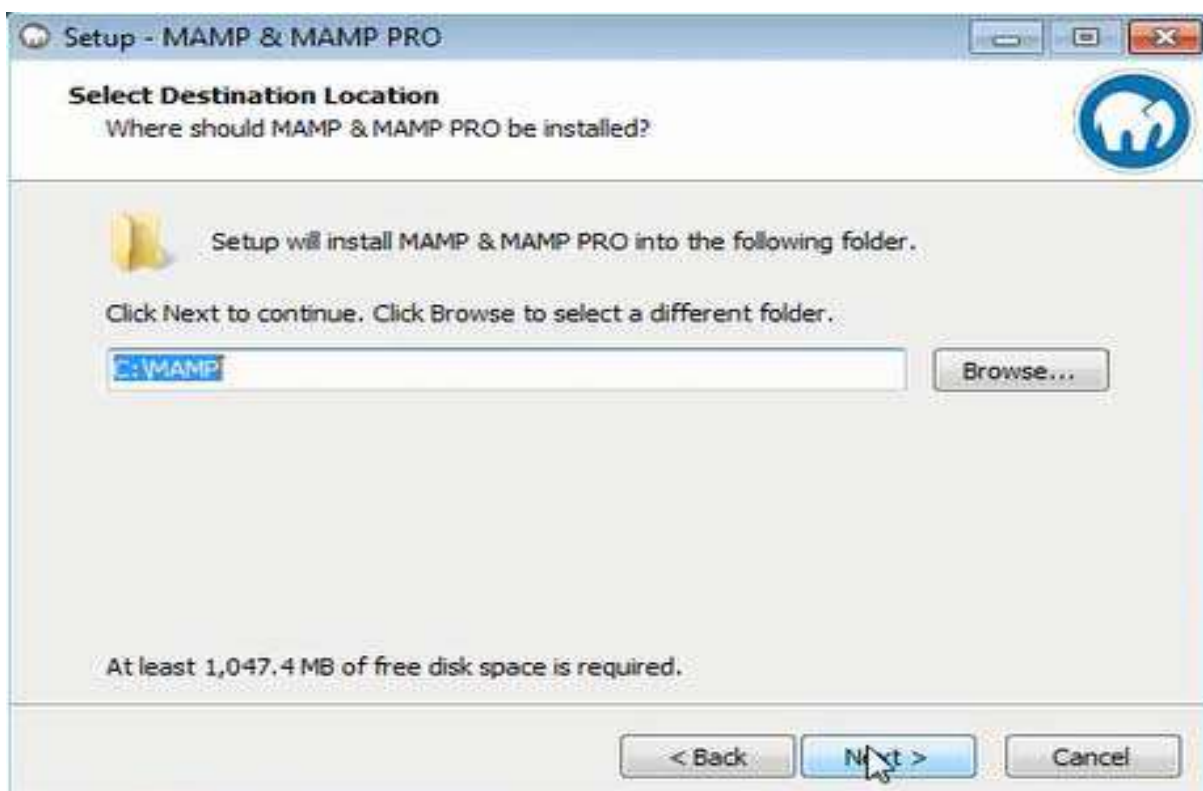 Setup - MAMP & MAMP PRO
Select Destination Location
Where should MAMP & MAMP PRO be installed?
Setup will install MAMP & MAMP PRO into the following folder.
Click Next to continue. Click Browse to select a different folder.
C:\MAMP
Browse...
At least 1,047.4 MB of free disk space is required.
< Back
Next >
Cancel